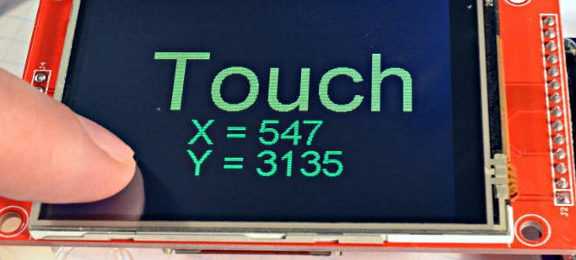 Touch
X = 547
Y = 3135